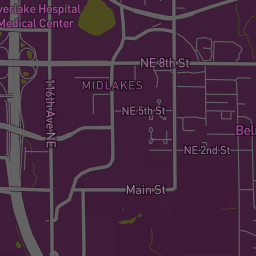 verlake Hospital
Medical Center
NE 8th St
MIDLAKES
116th Ave NE
NE 5th St
Bel
NE 2nd St
Main St